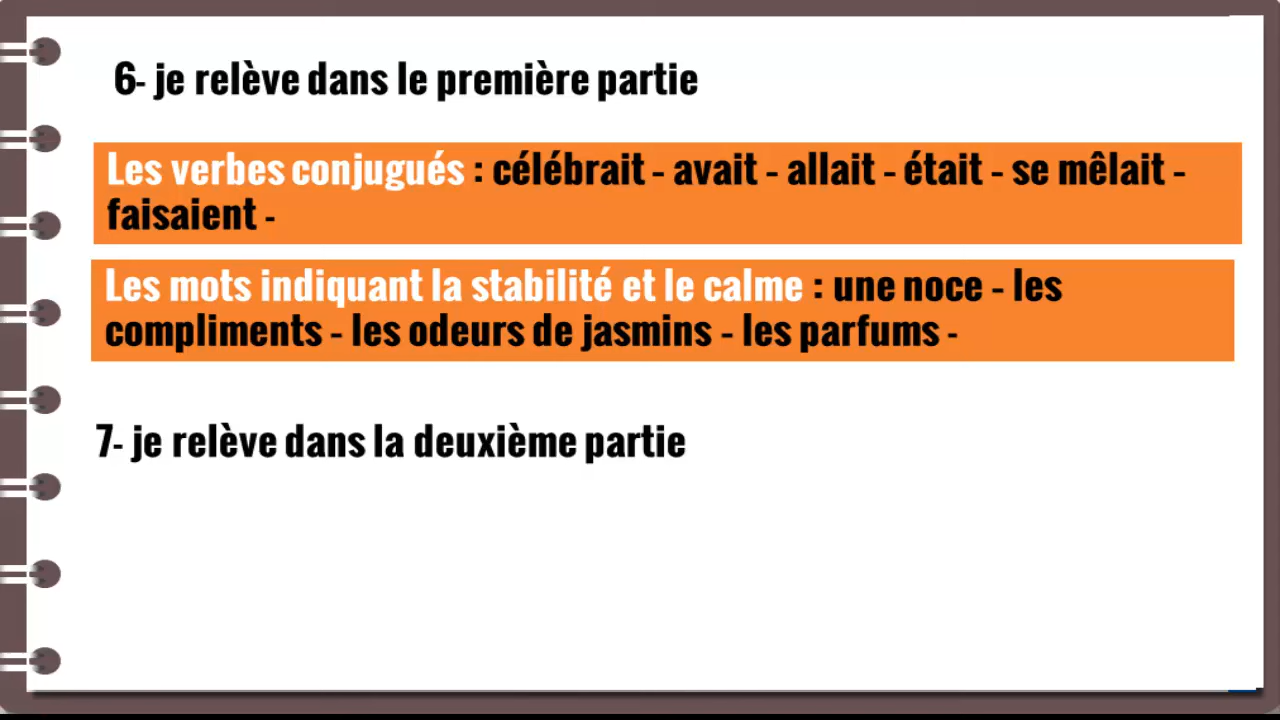 6- je relève dans le première partie
Les verbes conjugués : célébrait - avait - allait - était - se mêlait -
faisaient -
Les mots indiquant la stabilité et le calme : une noce - les
compliments - les odeurs de jasmins - les parfums -
7- je relève dans la deuxième partie